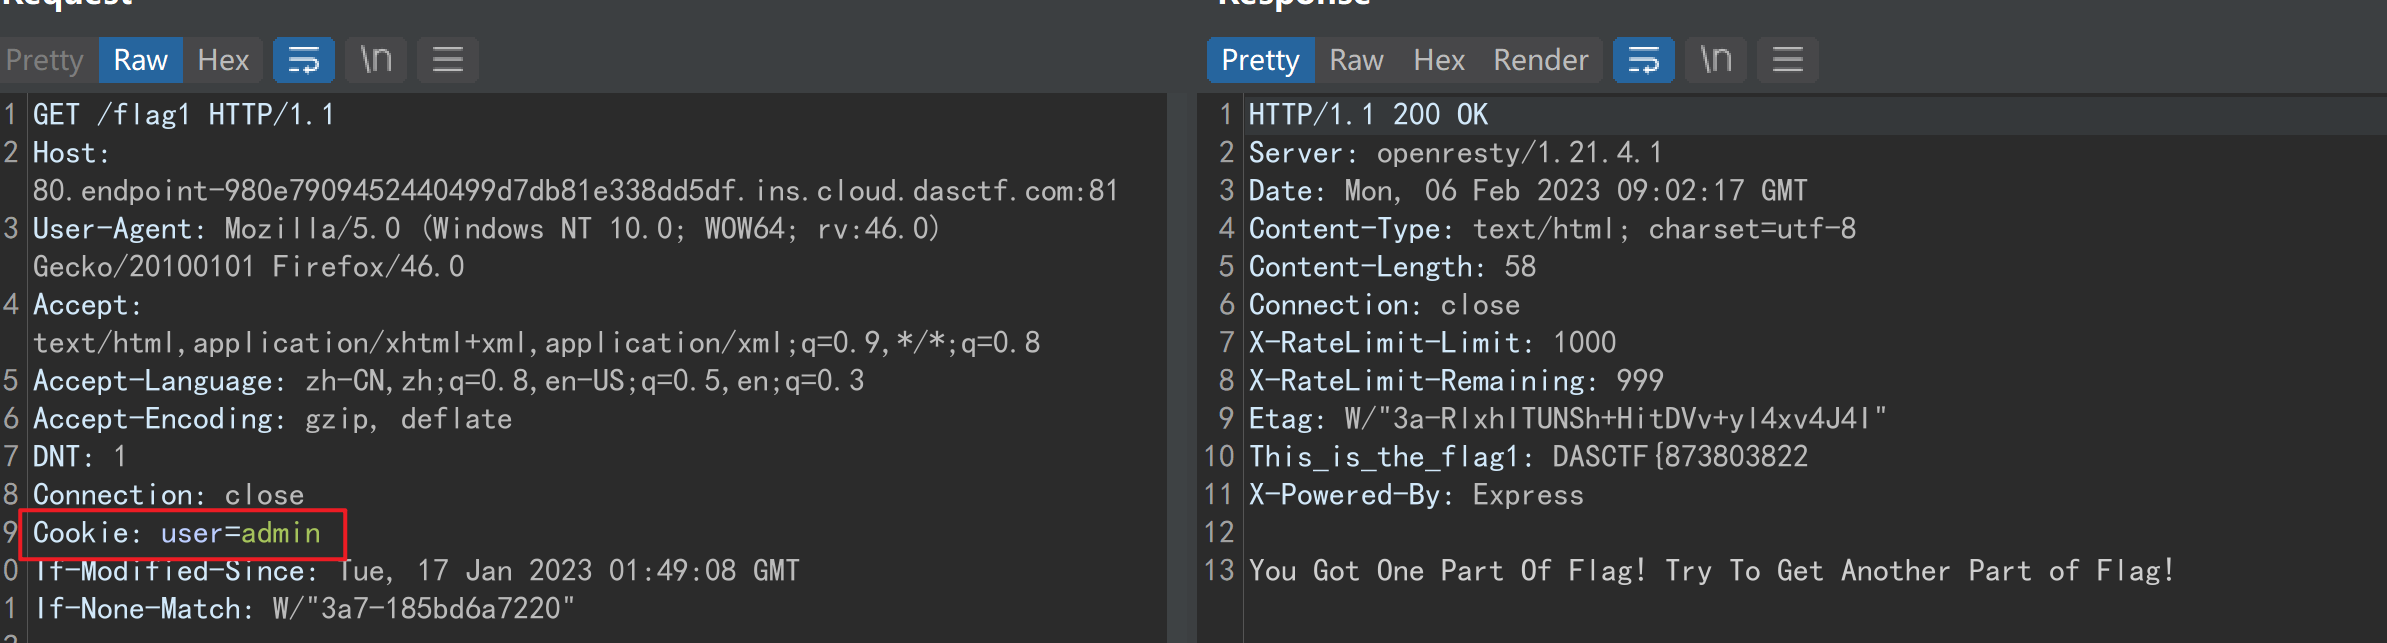 Request
Pretty Raw Hex \n
1 GET /flag1 HTTP/1.1
2 Host:
80.endpoint-980e7909452440499d7db81e338dd5df.ins.cloud.dasctf.com:81
3 User-Agent: Mozilla/5.0 (Windows NT 10.0; WOW64; rv:46.0)
Gecko/20100101 Firefox/46.0
4 Accept:
text/html,application/xhtml+xml,application/xml;q=0.9,*/*;q=0.8
5 Accept-Language: zh-CN,zh;q=0.8,en-US;q=0.5,en;q=0.3
6 Accept-Encoding: gzip, deflate
7 DNT: 1
8 Connection: close
9 Cookie: user=admin
0 If-Modified-Since: Tue, 17 Jan 2023 01:49:08 GMT
1 If-None-Match: W/"3a7-185bd6a7220"
Response
Pretty Raw Hex Render \n
1 HTTP/1.1 200 OK
2 Server: openresty/1.21.4.1
3 Date: Mon, 06 Feb 2023 09:02:17 GMT
4 Content-Type: text/html; charset=utf-8
5 Content-Length: 58
6 Connection: close
7 X-RateLimit-Limit: 1000
8 X-RateLimit-Remaining: 999
9 Etag: W/"3a-RlxhlTUNSh+HitDVv+yl4xv4J4I"
10 This_is_the_flag1: DASCTF{873803822
11 X-Powered-By: Express
12
13 You Got One Part Of Flag! Try To Get Another Part of Flag!